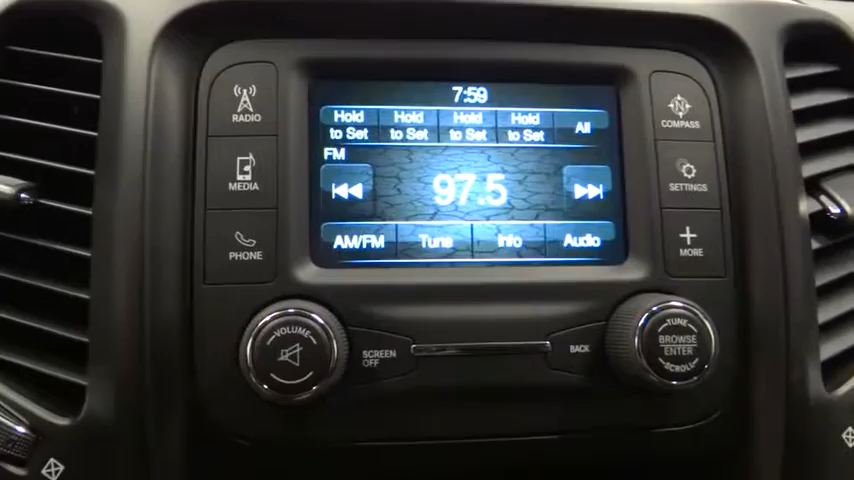 7:59
Hold to Set
Hold to Set
Hold to Set
Hold to Set
All
FM
97.5
AM/FM
Tune
Info
Audio
RADIO
MEDIA
PHONE
N
COMPASS
SETTINGS
MORE
VOLUME
SCREEN OFF
BACK
TUNE
BROWSE
ENTER
SCROLL